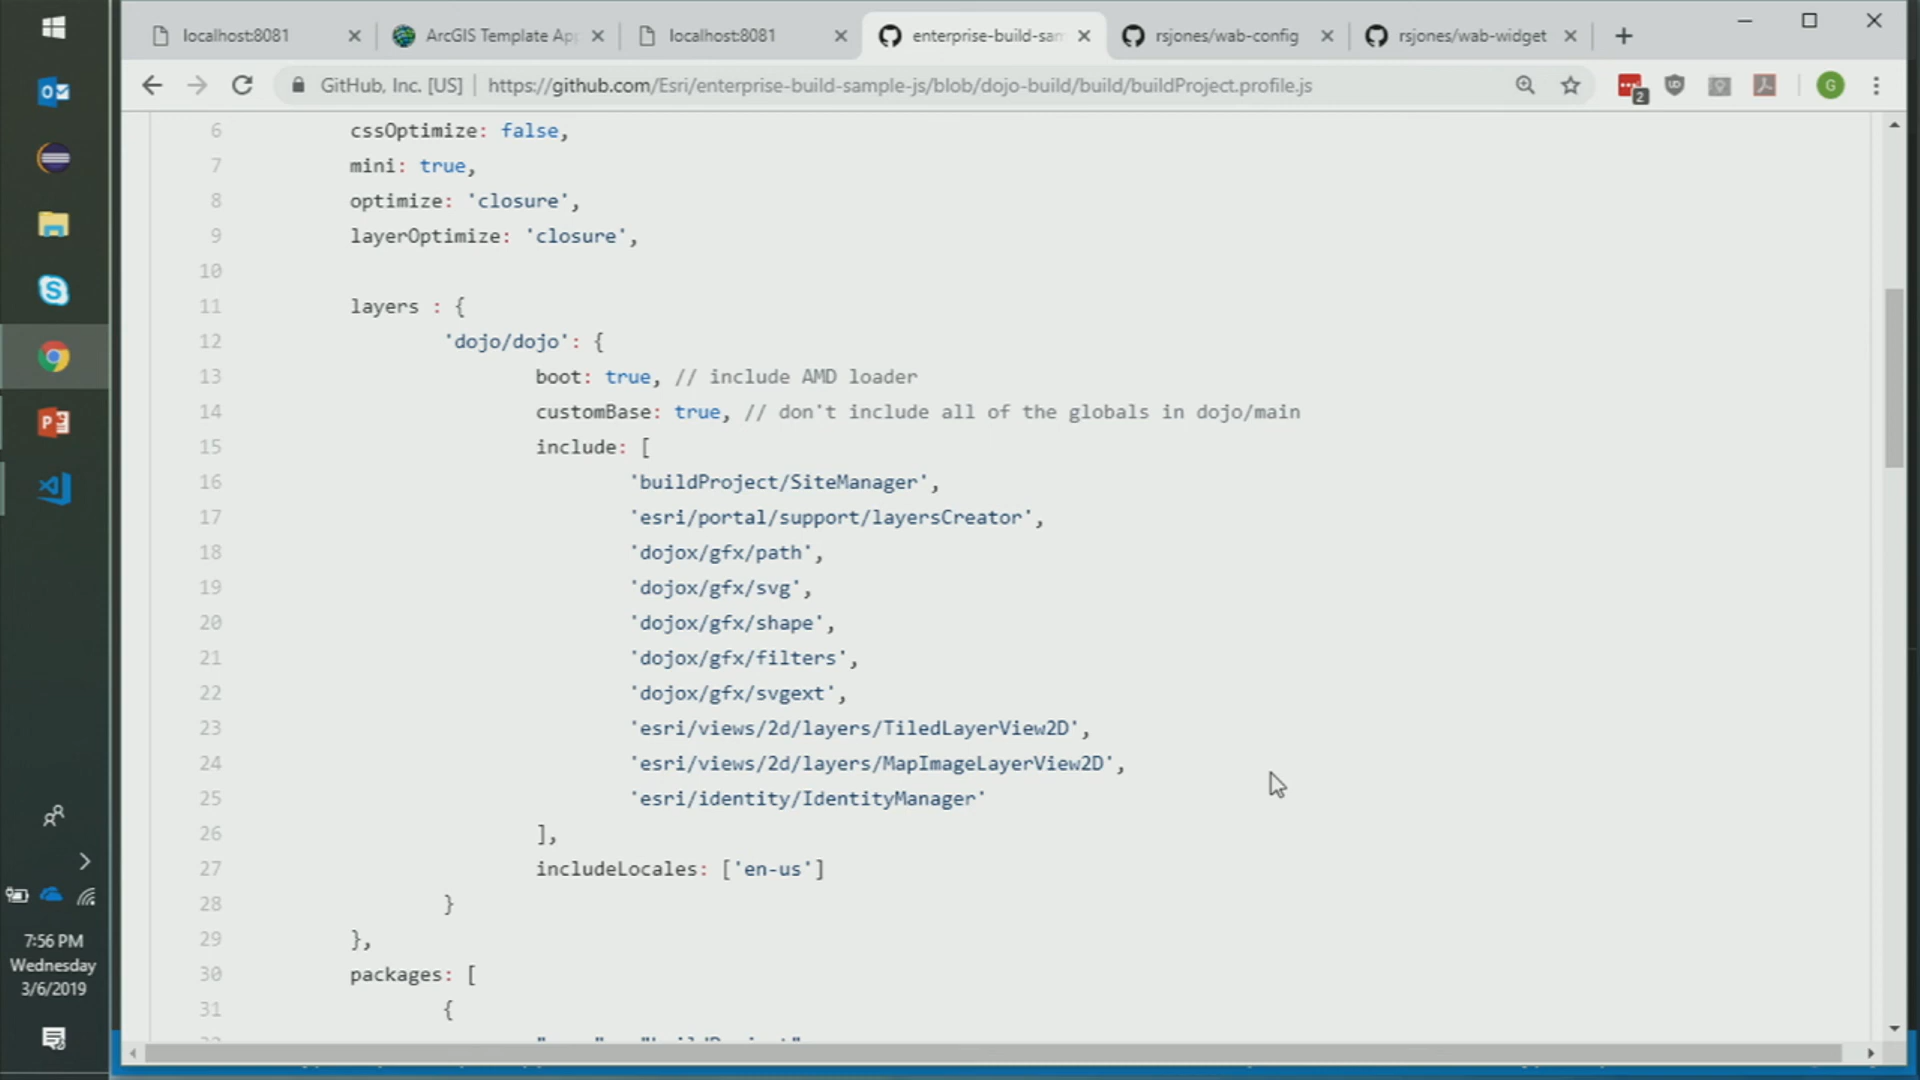 localhost:8081
ArcGIS Template App
localhost:8081
enterprise-build-sam
rsjones/wab-config
rsjones/wab-widget
GitHub, Inc. [US]
https://github.com/Esri/enterprise-build-sample-js/blob/dojo-build/build/buildProject.profile.js
2
G
6 cssOptimize: false,
7 mini: true,
8 optimize: 'closure',
9 layerOptimize: 'closure',
10
11 layers : {
12 'dojo/dojo': {
13 boot: true, // include AMD loader
14 customBase: true, // don't include all of the globals in dojo/main
15 include: [
16 'buildProject/SiteManager',
17 'esri/portal/support/layersCreator',
18 'dojox/gfx/path',
19 'dojox/gfx/svg',
20 'dojox/gfx/shape',
21 'dojox/gfx/filters',
22 'dojox/gfx/svgext',
23 'esri/views/2d/layers/TiledLayerView2D',
24 'esri/views/2d/layers/MapImageLayerView2D',
25 'esri/identity/IdentityManager'
26 ],
27 includeLocales: ['en-us']
28 }
29 },
30 packages: [
31 {
7:56 PM
Wednesday
3/6/2019